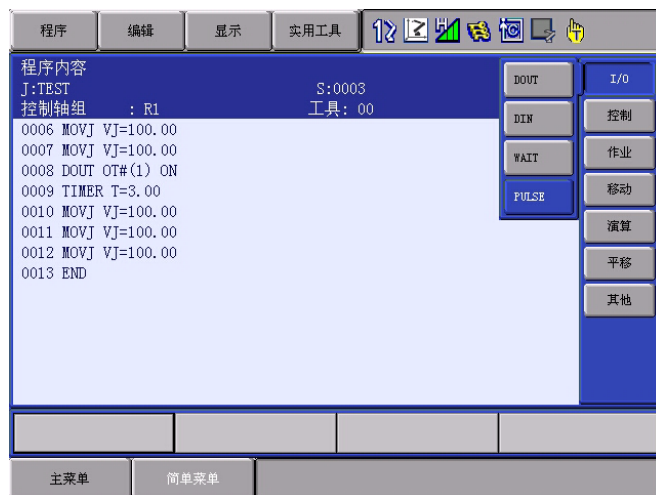 程序 编辑 显示 实用工具
程序内容
J:TEST S:0003
控制轴组 : R1 工具: 00
0006 MOVJ VJ=100.00
0007 MOVJ VJ=100.00
0008 DOUT OT#(1) ON
0009 TIMER T=3.00
0010 MOVJ VJ=100.00
0011 MOVJ VJ=100.00
0012 MOVJ VJ=100.00
0013 END
DOUT
DIN
WAIT
PULSE
I/O
控制
作业
移动
演算
平移
其他
主菜单 简单菜单